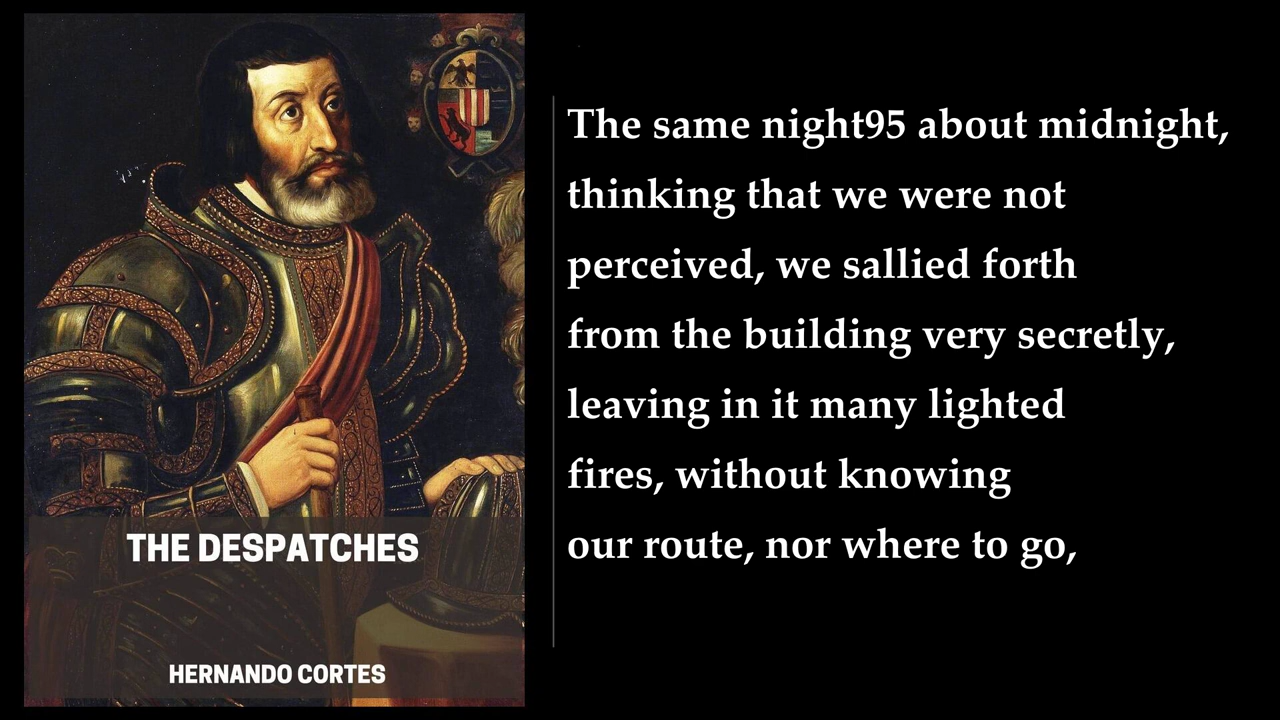 THE DESPATCHES
HERNANDO CORTES
The same night95 about midnight,
thinking that we were not
perceived, we sallied forth
from the building very secretly,
leaving in it many lighted
fires, without knowing
our route, nor where to go,